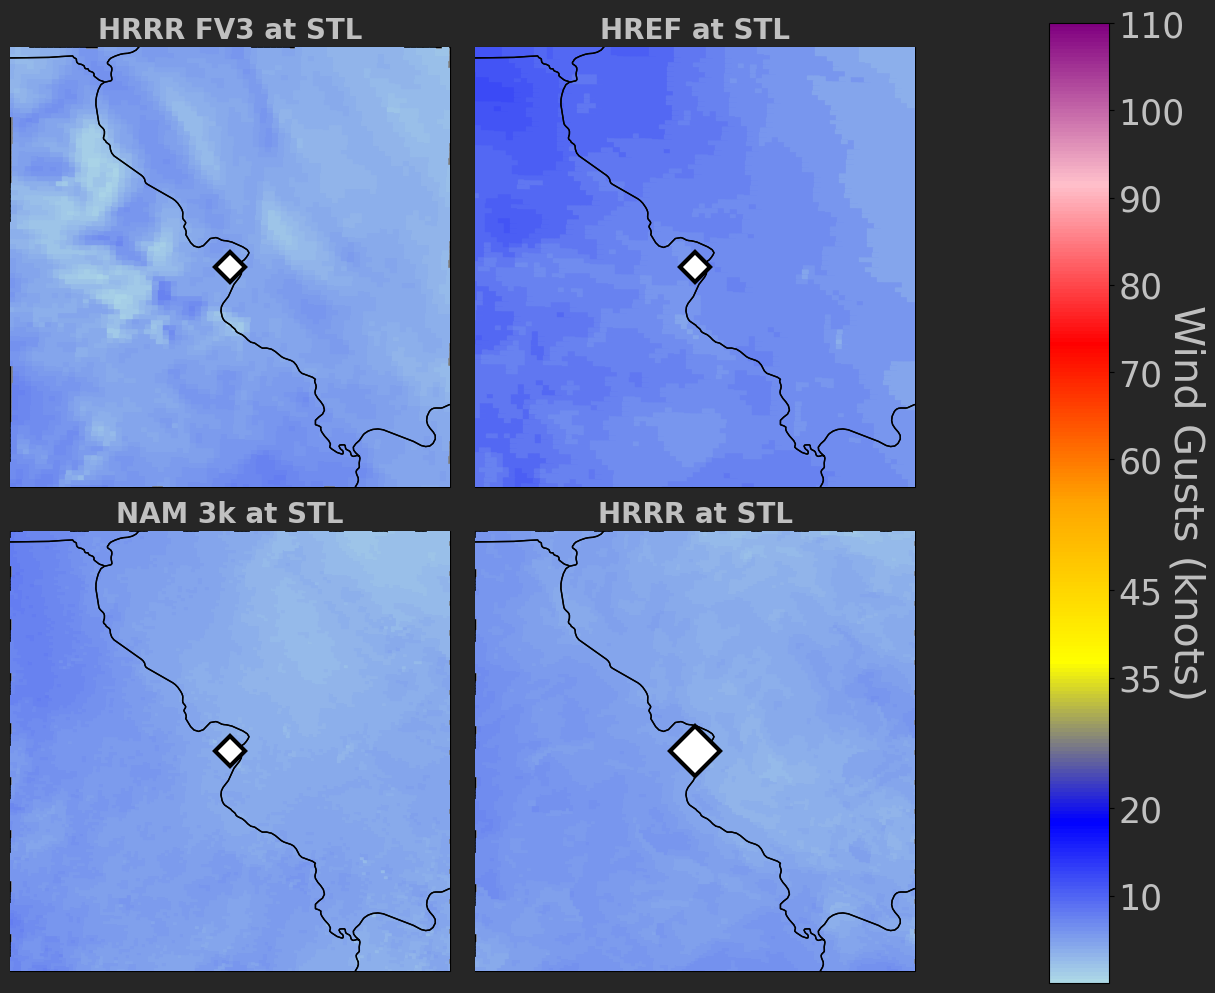 HRRR FV3 at STL
HREF at STL
NAM 3k at STL
HRRR at STL
110
100
90
80
70
60
45
35
20
10
Wind Gusts (knots)